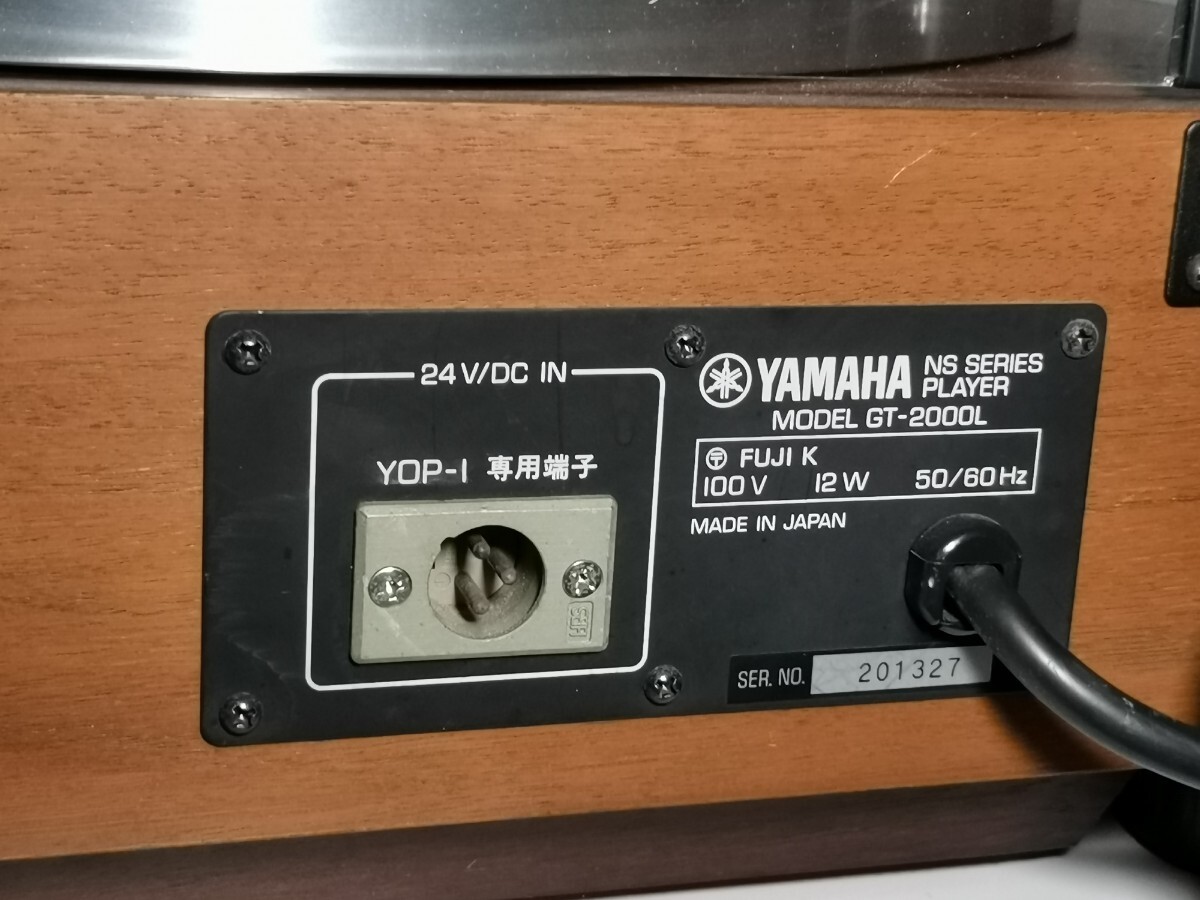 24V/DC IN
YOP-1 専用端子
YAMAHA NS SERIES
PLAYER
MODEL GT-2000L
〒 FUJI K
100V 12W 50/60Hz
MADE IN JAPAN
SER. NO. 201327